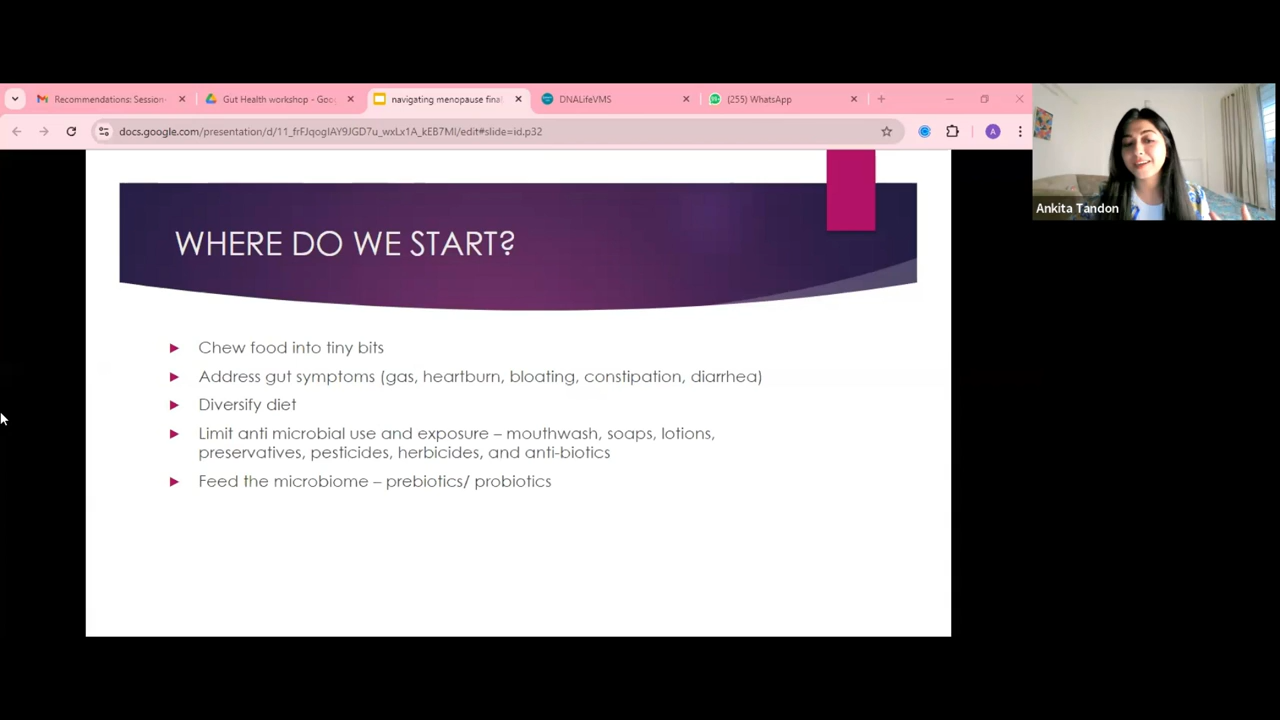 Recommendations: Session
Gut Health workshop - Goo
navigating menopause fina
DNALifeVMS
(255) WhatsApp
docs.google.com/presentation/d/11_frFJqogIAY9JGD7u_wxLx1A_kEB7MI/edit#slide=id.p32
A
Ankita Tandon
WHERE DO WE START?
Chew food into tiny bits
Address gut symptoms (gas, heartburn, bloating, constipation, diarrhea)
Diversify diet
Limit anti microbial use and exposure – mouthwash, soaps, lotions,
preservatives, pesticides, herbicides, and anti-biotics
Feed the microbiome – prebiotics/ probiotics